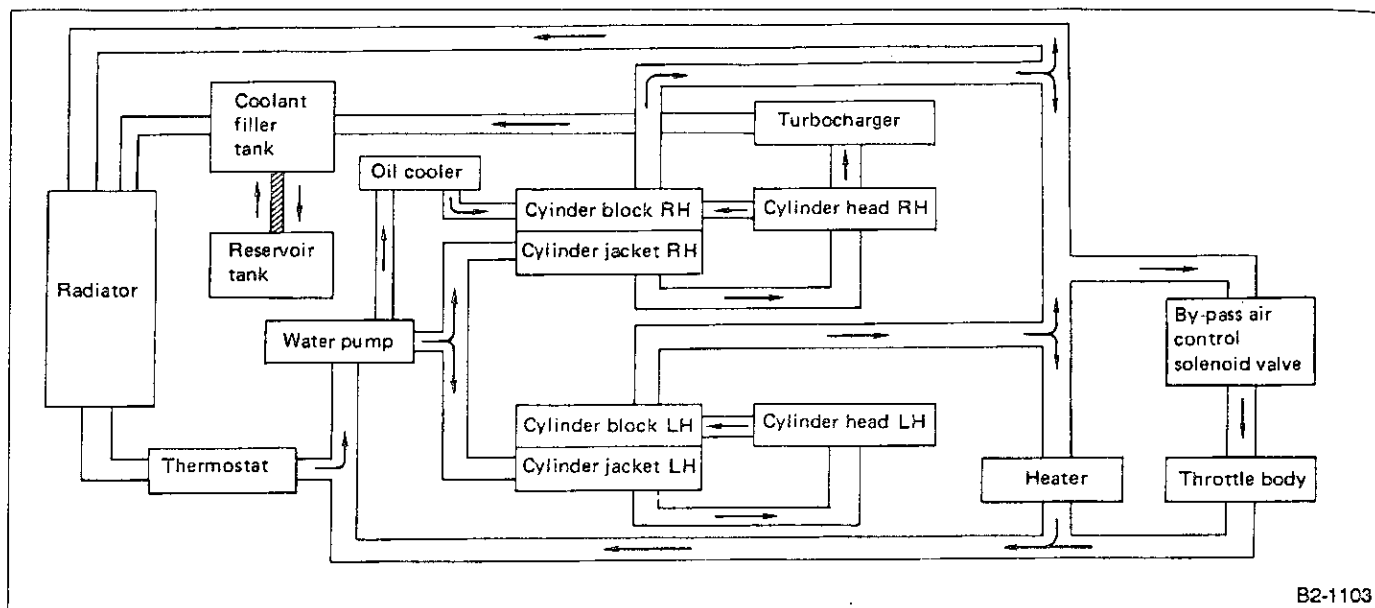 Coolant
filler
tank
Turbocharger
Oil cooler
Cyinder block RH
Cylinder head RH
Cylinder jacket RH
Reservoir
tank
Radiator
Water pump
By-pass air
control
solenoid valve
Cylinder block LH
Cylinder head LH
Cylinder jacket LH
Thermostat
Heater
Throttle body
B2-1103